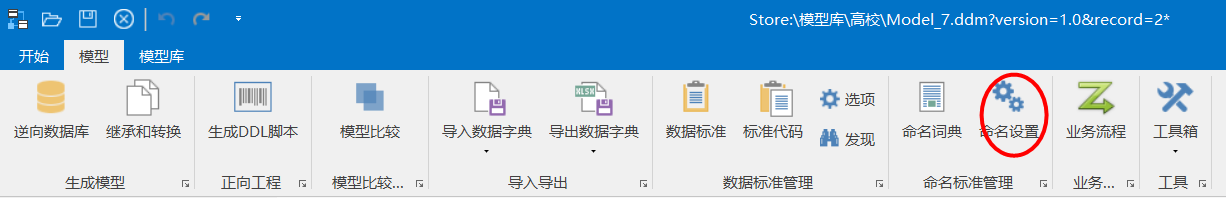 Store:\模型库\高校\Model_7.ddm?version=1.0&record=2*
开始 模型 模型库
逆向数据库 继承和转换 生成DDL脚本 模型比较 导入数据字典 XLSX 导出数据字典 数据标准 标准代码 选项 发现 命名词典 命名设置 业务流程 工具箱
生成模型 正向工程 模型比较... 导入导出 数据标准管理 命名标准管理 业务... 工具